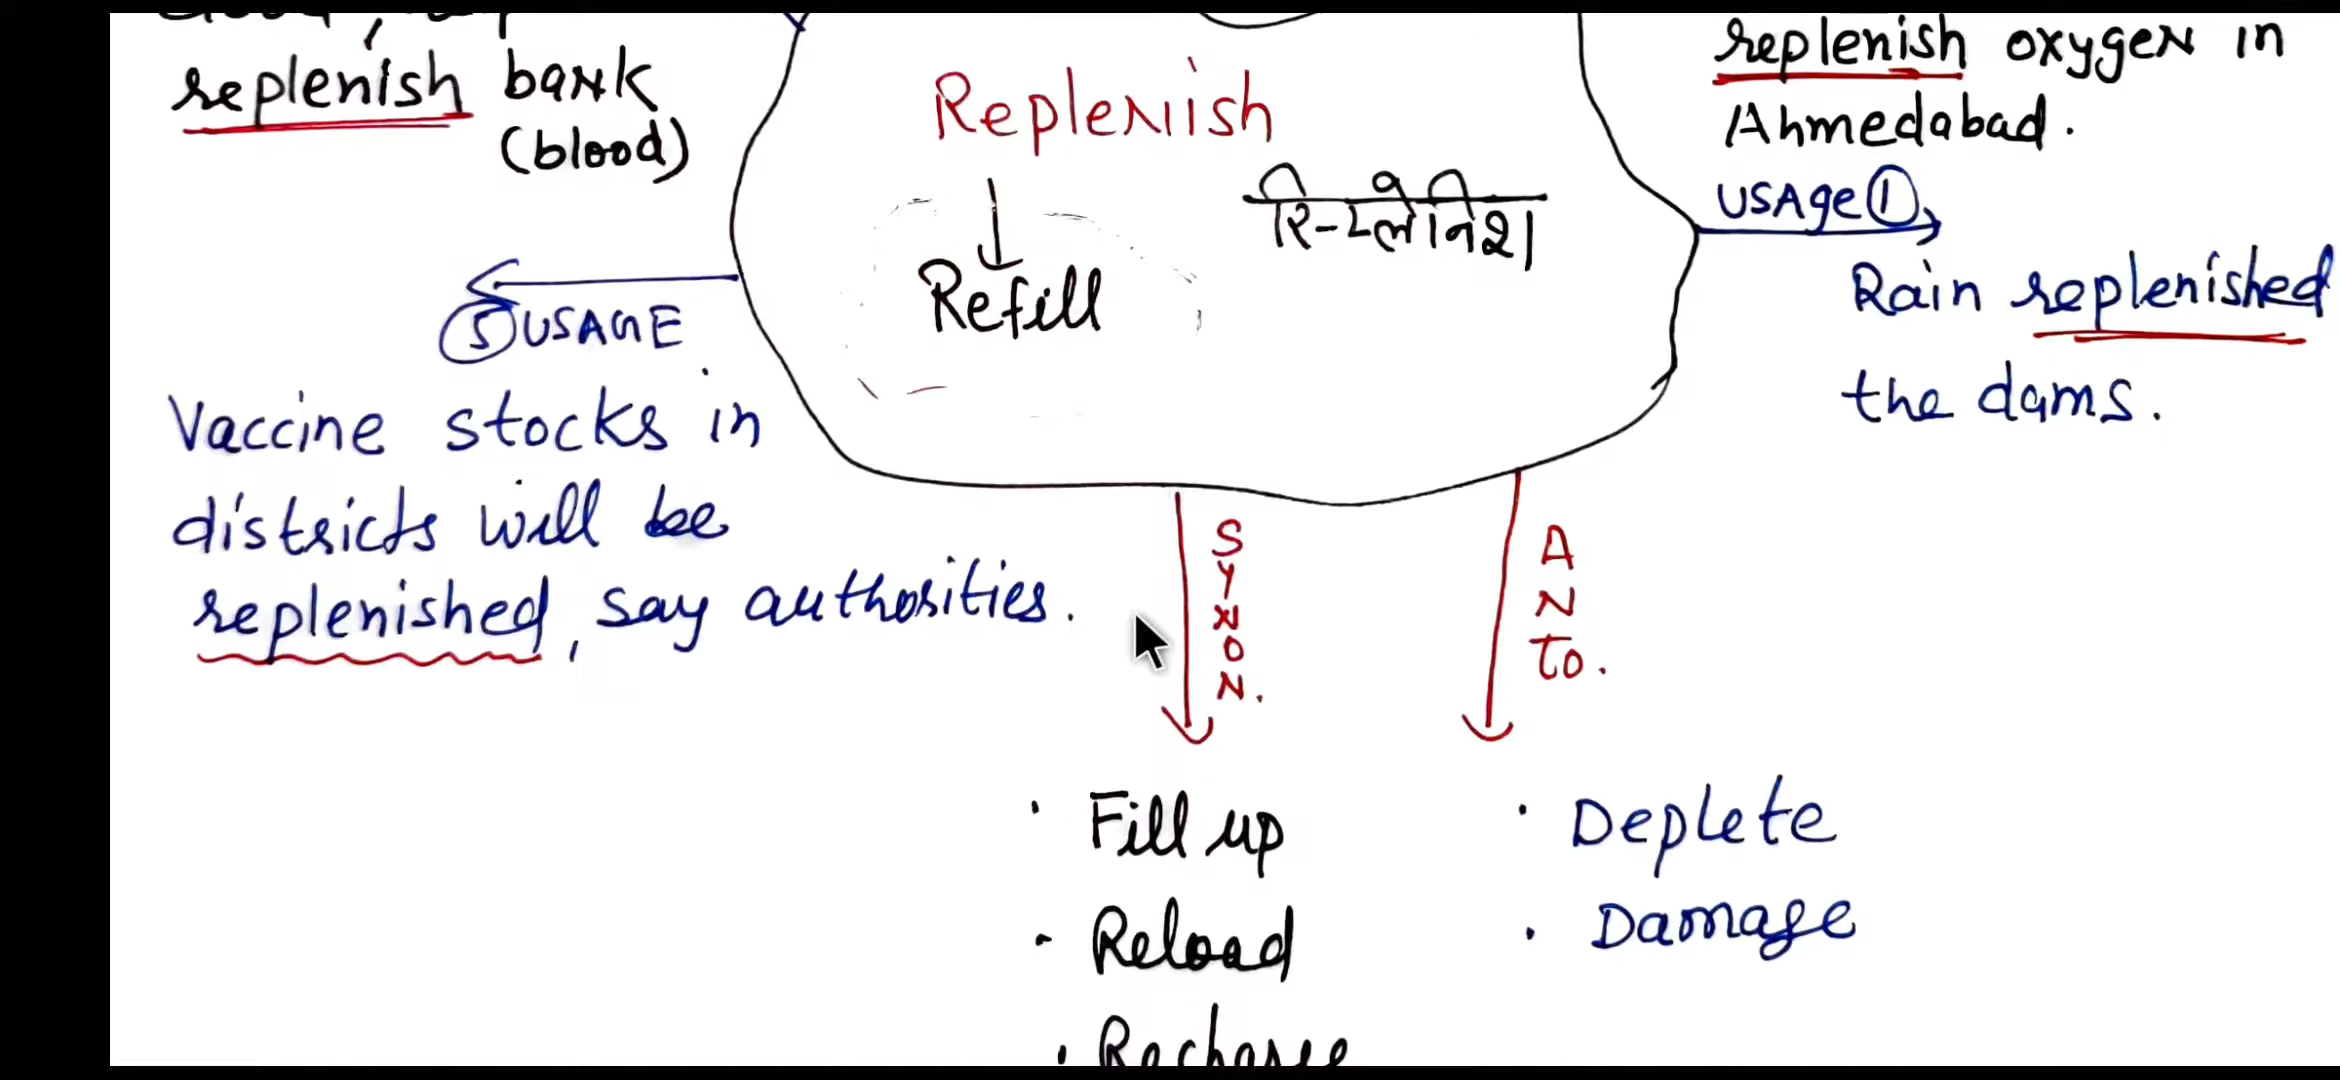 replenish bank
(blood)
Replenish
रि-प्लेनिश
Refill
replenish oxygen in
Ahmedabad.
USAge 1
Rain replenished
the dams.
5 USAGE
Vaccine stocks in
districts will be
replenished, say authorities.
SYNON.
ANTO.
· Fill up
· Reload
· Recharge
· Deplete
· Damage